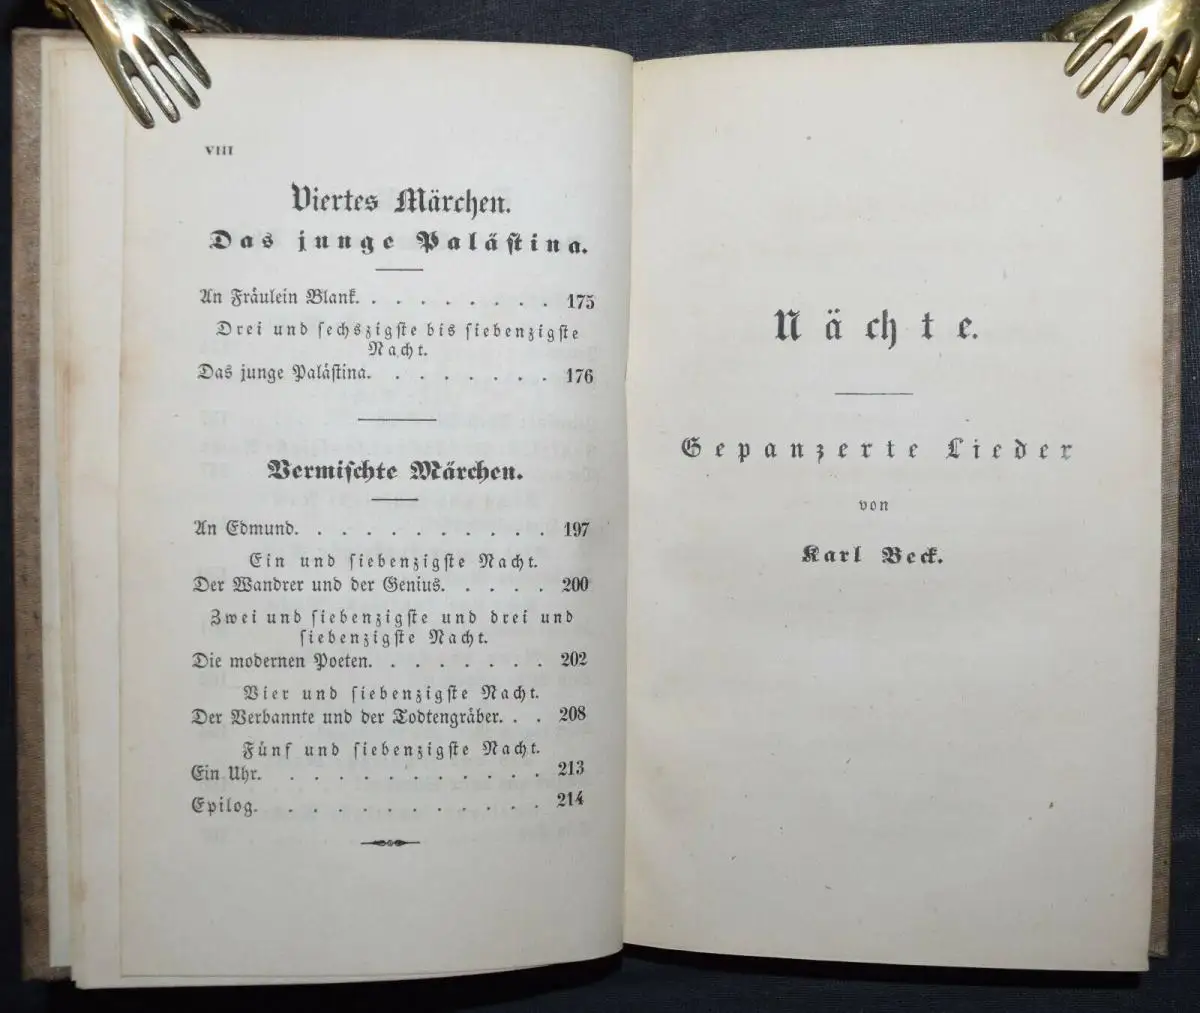 VIII
Viertes Märchen.
Das junge Palästina.
An Fräulein Blank. . . . . . . . . 175
Drei und sechszigste bis siebenzigste
Nacht.
Das junge Palästina. . . . . . . . 176
Vermischte Märchen.
An Edmund. . . . . . . . . . . 197
Ein und siebenzigste Nacht.
Der Wandrer und der Genius. . . . . 200
Zwei und siebenzigste und drei und
siebenzigste Nacht.
Die modernen Poeten. . . . . . . . 202
Vier und siebenzigste Nacht.
Der Verbannte und der Todtengräber. . . 208
Fünf und siebenzigste Nacht.
Ein Uhr. . . . . . . . . . . . 213
Epilog. . . . . . . . . . . . 214
Nächte.
Gepanzerte Lieder
von
Karl Beck.